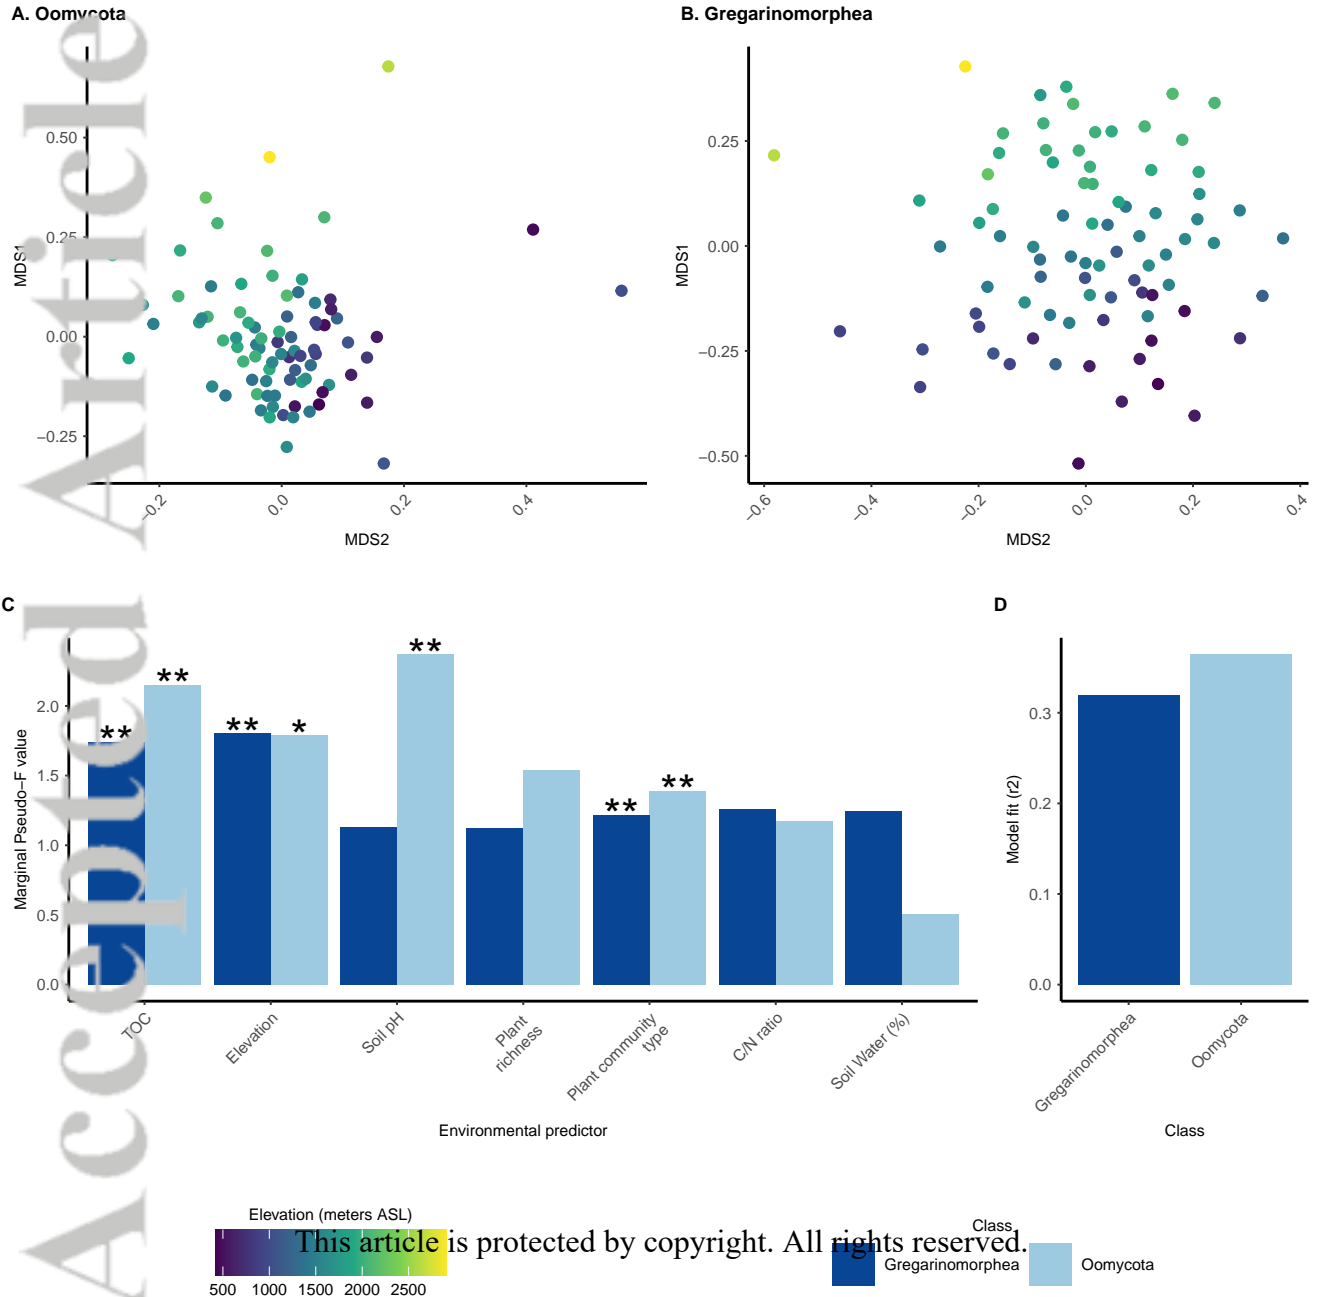 A. Oomycota
B. Gregarinomorphea
0.50
0.25
0.00
−0.25
MDS1
−0.2
0.0
0.2
0.4
MDS2
0.25
0.00
−0.25
−0.50
MDS1
−0.6
−0.4
−0.2
0.0
0.2
0.4
MDS2
C
D
2.0
1.5
1.0
0.5
0.0
Marginal Pseudo−F value
**
**
**
*
**
**
**
TOC
Elevation
Soil pH
Plant
richness
Plant community
type
C/N ratio
Soil Water (%)
Environmental predictor
0.3
0.2
0.1
0.0
Model fit (r2)
Gregarinomorphea
Oomycota
Class
Elevation (meters ASL)
500 1000 1500 2000 2500
Class
Gregarinomorphea
Oomycota
This article is protected by copyright. All rights reserved.
Accepted Article